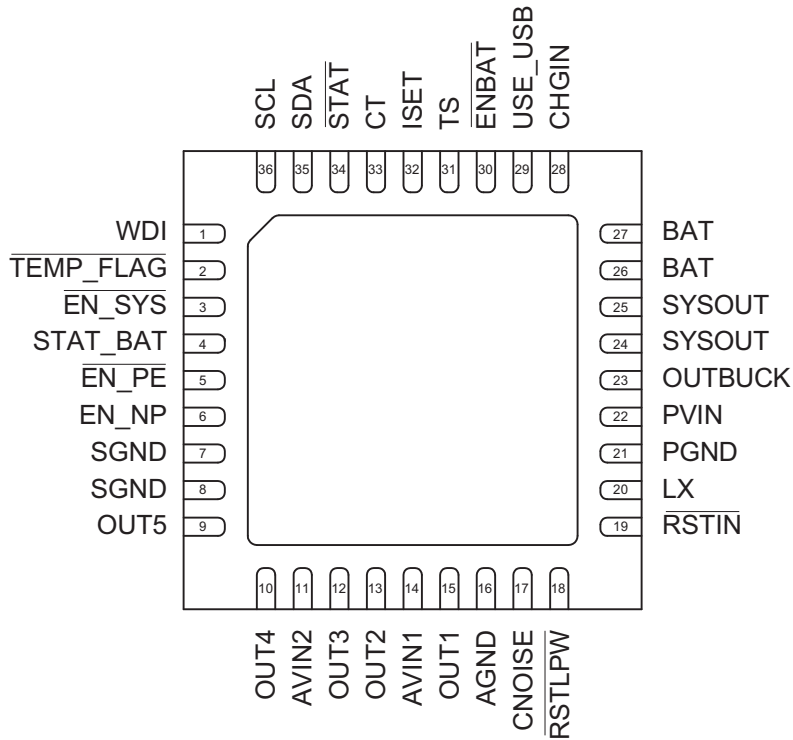 SCL
SDA
STAT
CT
ISET
TS
ENBAT
USE_USB
CHGIN
36
35
34
33
32
31
30
29
28
WDI 1
TEMP_FLAG 2
EN_SYS 3
STAT_BAT 4
EN_PE 5
EN_NP 6
SGND 7
SGND 8
OUT5 9
27 BAT
26 BAT
25 SYSOUT
24 SYSOUT
23 OUTBUCK
22 PVIN
21 PGND
20 LX
19 RSTIN
10
11
12
13
14
15
16
17
18
OUT4
AVIN2
OUT3
OUT2
AVIN1
OUT1
AGND
CNOISE
RSTLPW